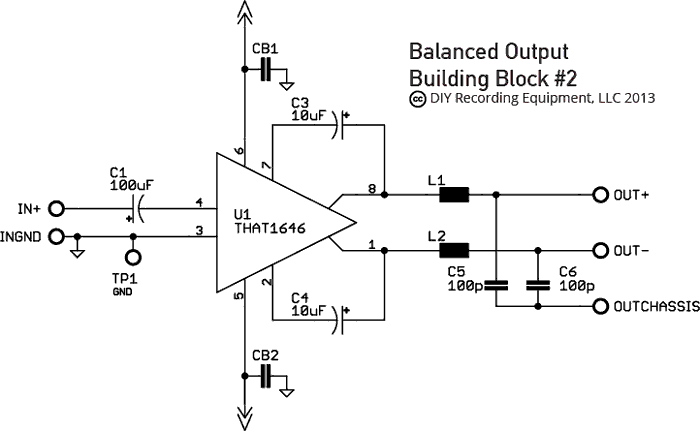 Balanced Output
Building Block #2
cc DIY Recording Equipment, LLC 2013
CB1
C3
10uF
+
6
7
C1
100uF
+
IN+
4
8
L1
OUT+
U1
THAT1646
INGND
3
1
L2
OUT-
TP1
GND
5
2
C4
10uF
+
C5
100p
C6
100p
OUTCHASSIS
CB2